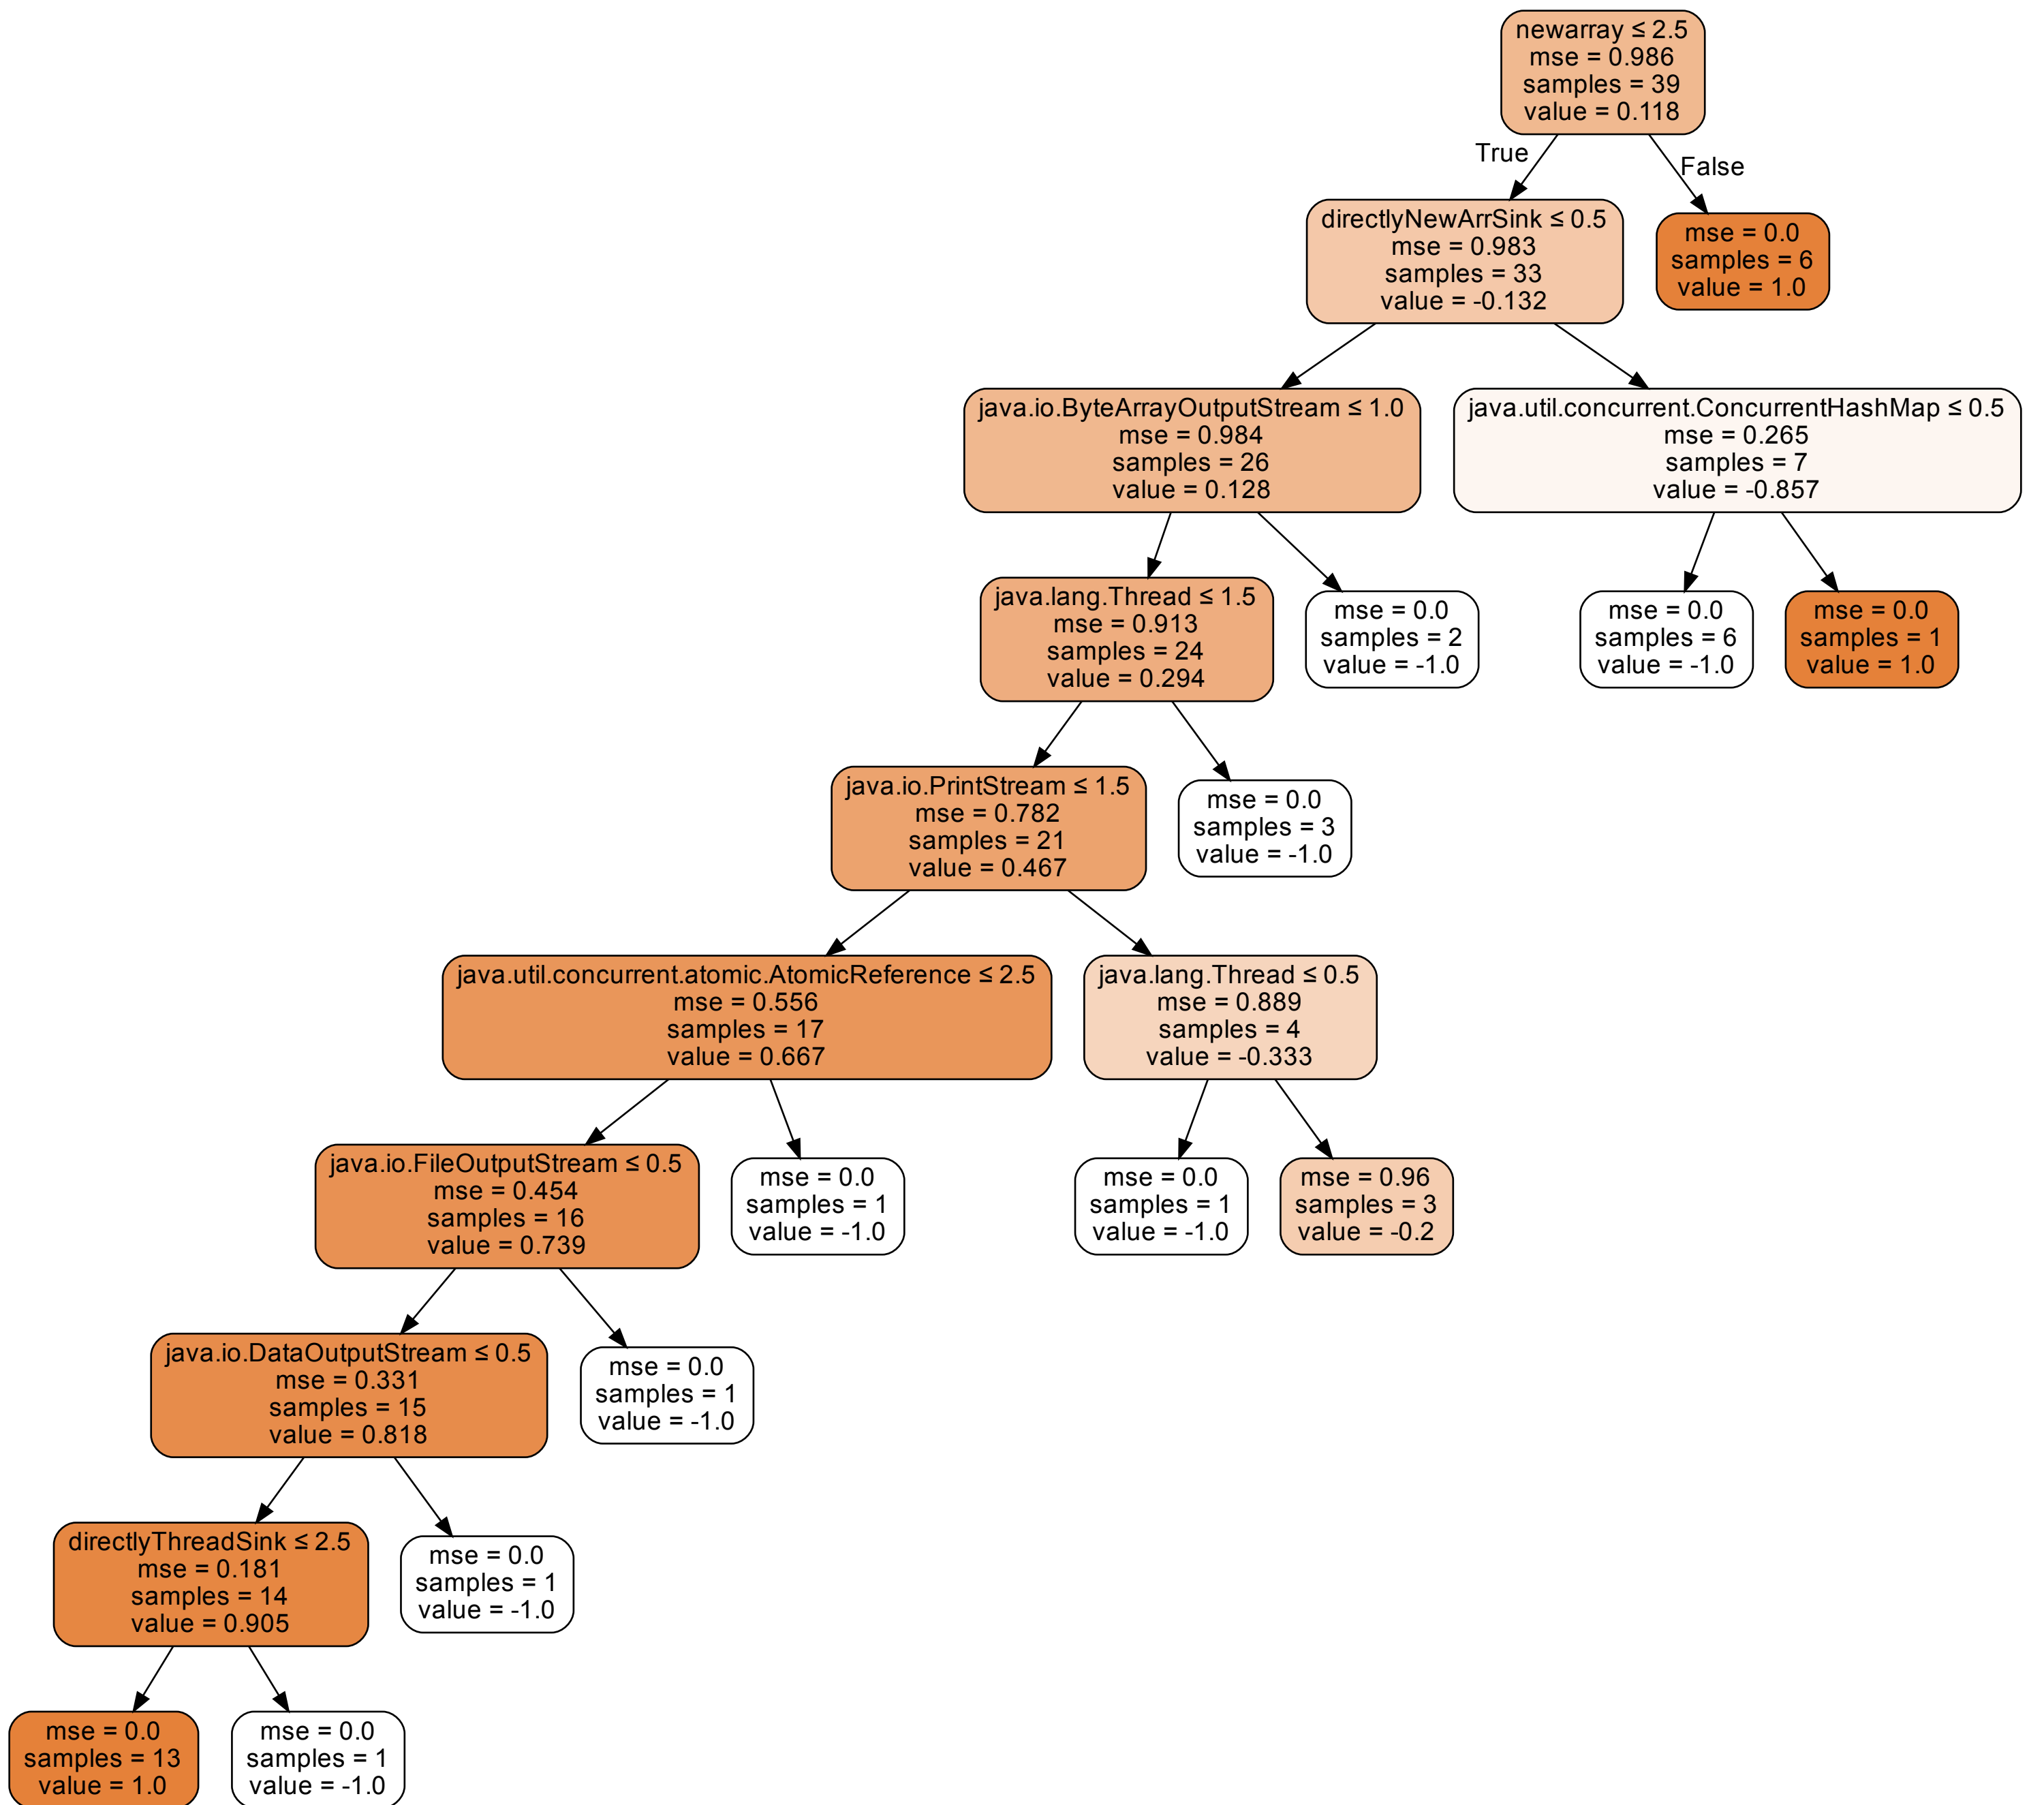 newarray ≤ 2.5
mse = 0.986
samples = 39
value = 0.118
True
False
directlyNewArrSink ≤ 0.5
mse = 0.983
samples = 33
value = -0.132
mse = 0.0
samples = 6
value = 1.0
java.io.ByteArrayOutputStream ≤ 1.0
mse = 0.984
samples = 26
value = 0.128
java.util.concurrent.ConcurrentHashMap ≤ 0.5
mse = 0.265
samples = 7
value = -0.857
java.lang.Thread ≤ 1.5
mse = 0.913
samples = 24
value = 0.294
mse = 0.0
samples = 2
value = -1.0
mse = 0.0
samples = 6
value = -1.0
mse = 0.0
samples = 1
value = 1.0
java.io.PrintStream ≤ 1.5
mse = 0.782
samples = 21
value = 0.467
mse = 0.0
samples = 3
value = -1.0
java.util.concurrent.atomic.AtomicReference ≤ 2.5
mse = 0.556
samples = 17
value = 0.667
java.lang.Thread ≤ 0.5
mse = 0.889
samples = 4
value = -0.333
java.io.FileOutputStream ≤ 0.5
mse = 0.454
samples = 16
value = 0.739
mse = 0.0
samples = 1
value = -1.0
mse = 0.0
samples = 1
value = -1.0
mse = 0.96
samples = 3
value = -0.2
java.io.DataOutputStream ≤ 0.5
mse = 0.331
samples = 15
value = 0.818
mse = 0.0
samples = 1
value = -1.0
directlyThreadSink ≤ 2.5
mse = 0.181
samples = 14
value = 0.905
mse = 0.0
samples = 1
value = -1.0
mse = 0.0
samples = 13
value = 1.0
mse = 0.0
samples = 1
value = -1.0